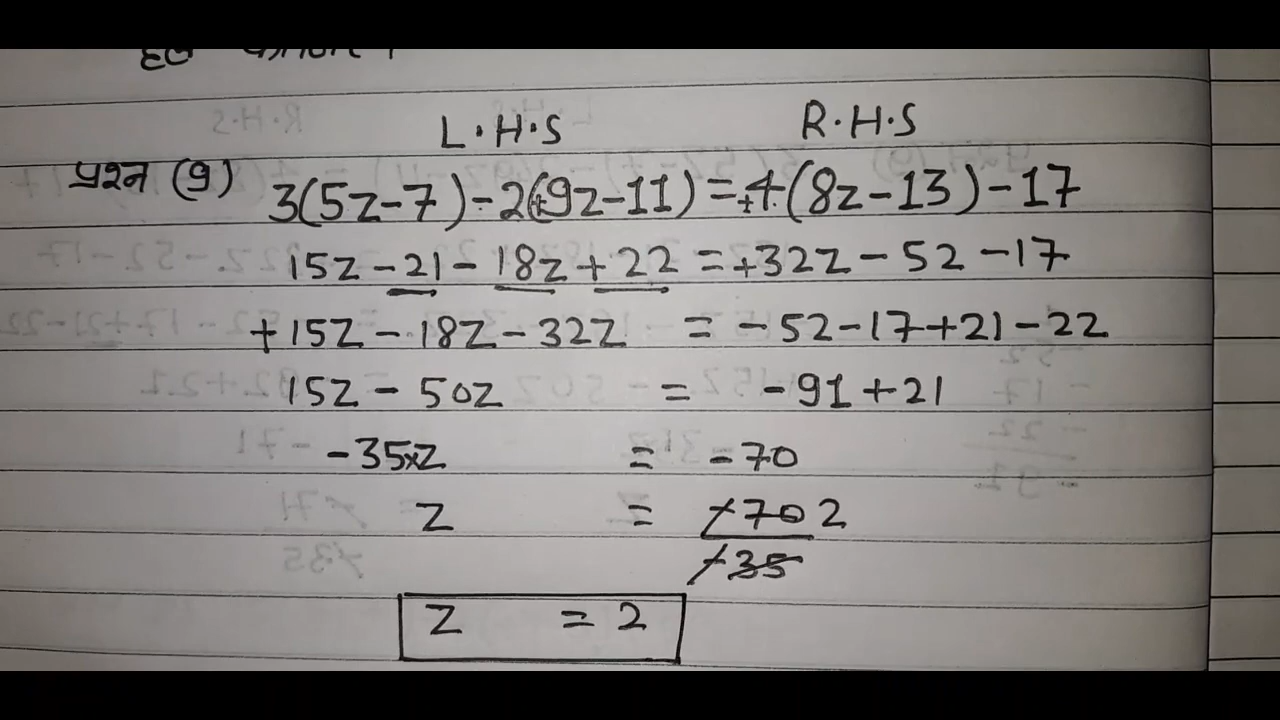 L.H.S R.H.S
प्रश्न (9) 3(5z-7)-2(+9z-11)=+4(8z-13)-17
15z-21-18z+22=+32z-52-17
+15z-18z-32z = -52-17+21-22
15z-50z = -91+21
-35xz = -70
z = -70 2
-35
z = 2